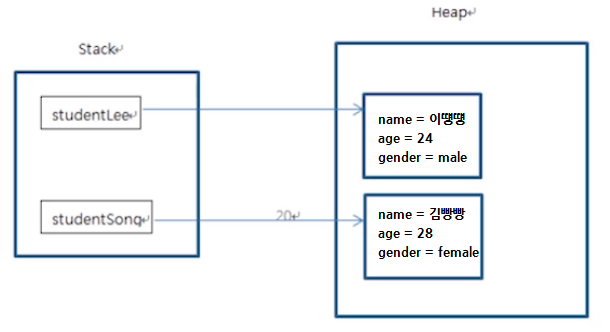 Heap
Stack
studentLee
name = 이땡땡
age = 24
gender = male
studentSong
20
name = 김빵빵
age = 28
gender = female